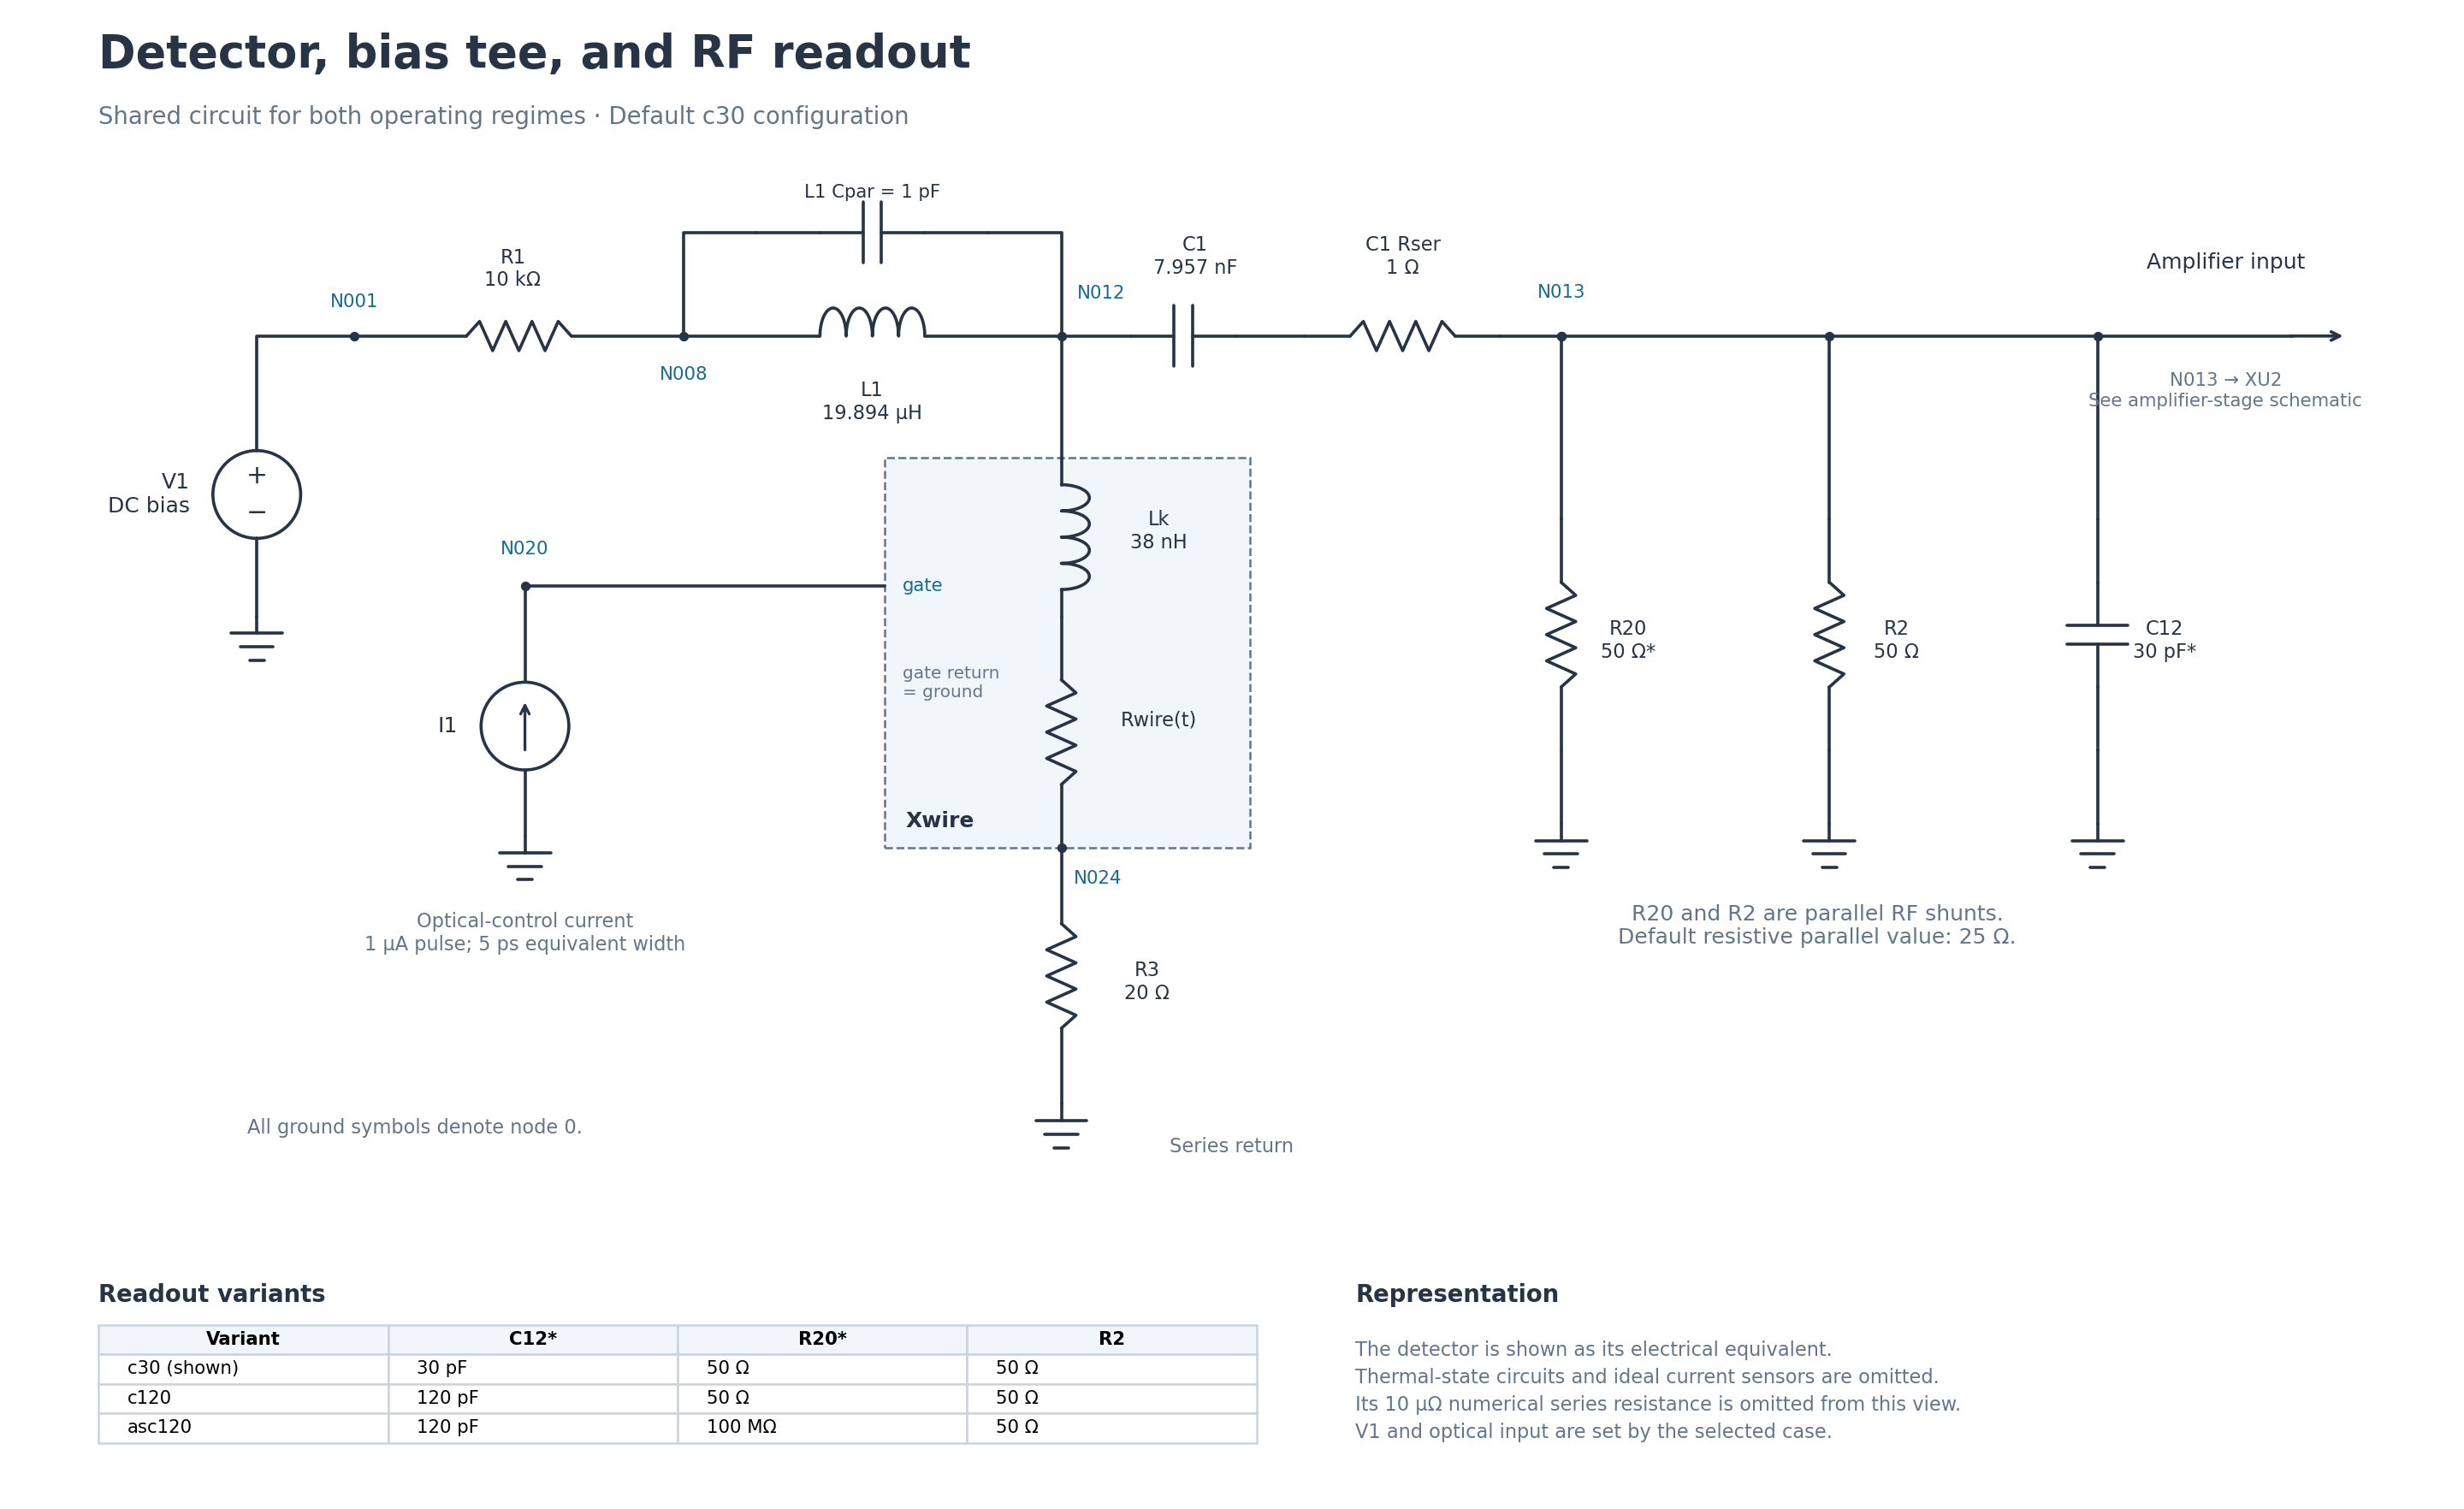 Detector, bias tee, and RF readout
Shared circuit for both operating regimes · Default c30 configuration
L1 Cpar = 1 pF
R1
10 kΩ
C1
7.957 nF
C1 Rser
1 Ω
Amplifier input
N001
N012
N013
N008
L1
19.894 µH
N013 → XU2
See amplifier-stage schematic
V1
DC bias
+
−
Lk
38 nH
N020
gate
gate return
= ground
R20
50 Ω*
R2
50 Ω
C12
30 pF*
I1
Rwire(t)
Xwire
N024
Optical-control current
1 µA pulse; 5 ps equivalent width
R20 and R2 are parallel RF shunts.
Default resistive parallel value: 25 Ω.
R3
20 Ω
All ground symbols denote node 0.
Series return
Readout variants
Variant C12* R20* R2
c30 (shown) 30 pF 50 Ω 50 Ω
c120 120 pF 50 Ω 50 Ω
asc120 120 pF 100 MΩ 50 Ω
Representation
The detector is shown as its electrical equivalent.
Thermal-state circuits and ideal current sensors are omitted.
Its 10 µΩ numerical series resistance is omitted from this view.
V1 and optical input are set by the selected case.